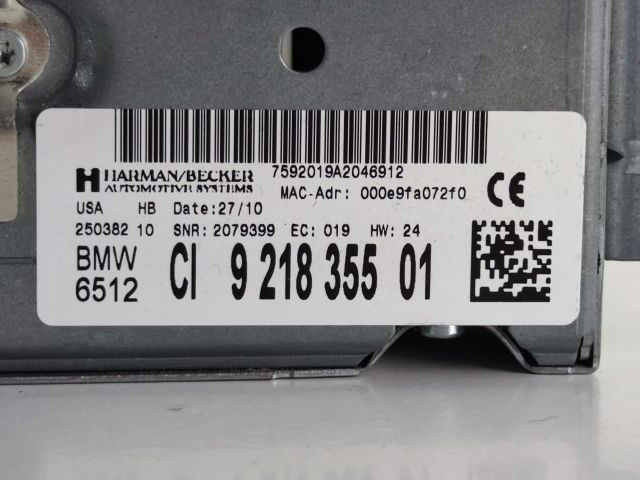 7592019A2046912
HARMAN/BECKER
AUTOMOTIVE SYSTEMS
MAC-Adr: 000e9fa072f0
CE
USA HB Date:27/10
250382 10 SNR: 2079399 EC: 019 HW: 24
BMW
6512
CI 9 218 355 01